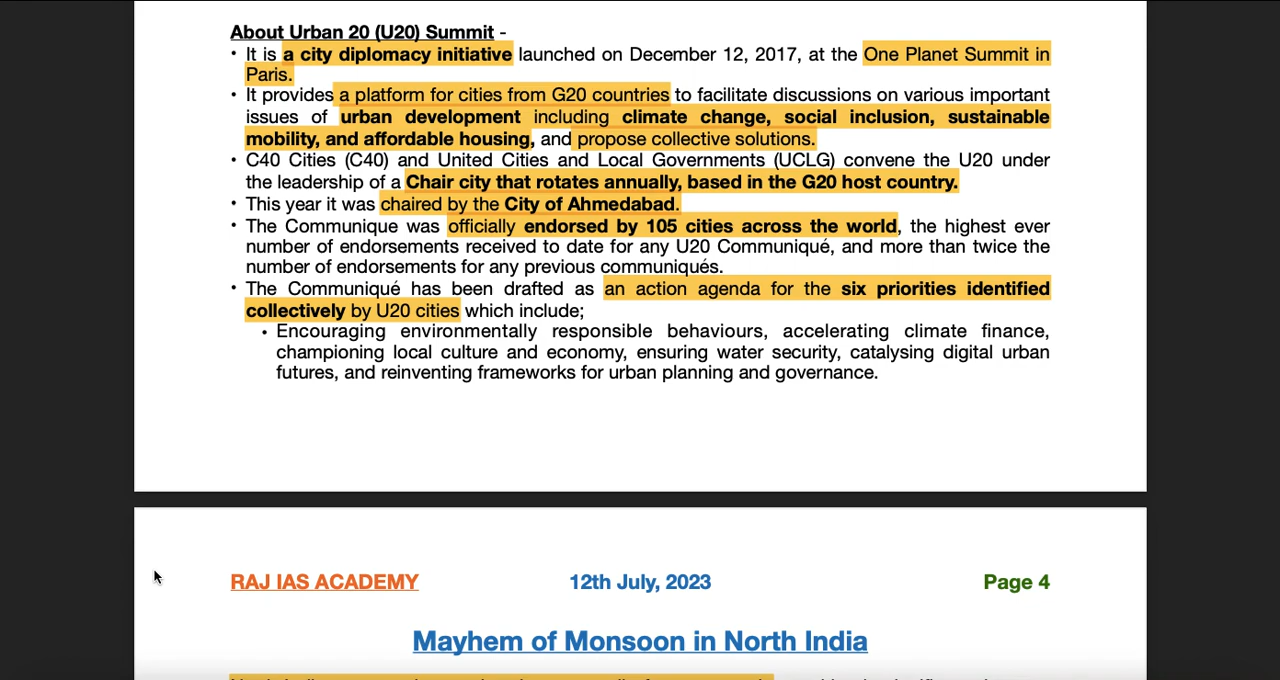 About Urban 20 (U20) Summit -
• It is a city diplomacy initiative launched on December 12, 2017, at the One Planet Summit in
Paris.
• It provides a platform for cities from G20 countries to facilitate discussions on various important
issues of urban development including climate change, social inclusion, sustainable
mobility, and affordable housing, and propose collective solutions.
• C40 Cities (C40) and United Cities and Local Governments (UCLG) convene the U20 under
the leadership of a Chair city that rotates annually, based in the G20 host country.
• This year it was chaired by the City of Ahmedabad.
• The Communique was officially endorsed by 105 cities across the world, the highest ever
number of endorsements received to date for any U20 Communiqué, and more than twice the
number of endorsements for any previous communiqués.
• The Communiqué has been drafted as an action agenda for the six priorities identified
collectively by U20 cities which include;
• Encouraging environmentally responsible behaviours, accelerating climate finance,
championing local culture and economy, ensuring water security, catalysing digital urban
futures, and reinventing frameworks for urban planning and governance.
RAJ IAS ACADEMY 12th July, 2023 Page 4
Mayhem of Monsoon in North India